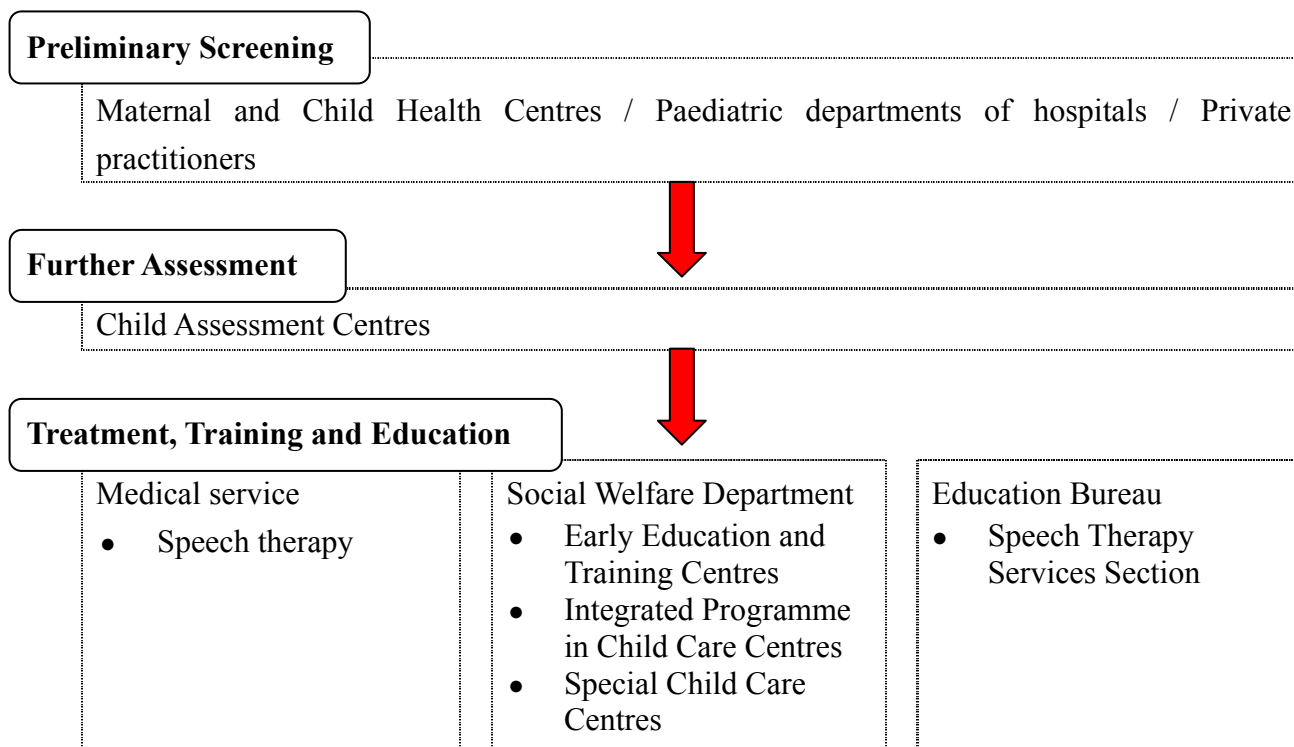 Preliminary Screening
Maternal and Child Health Centres / Paediatric departments of hospitals / Private
practitioners
Further Assessment
Child Assessment Centres
Treatment, Training and Education
Medical service
● Speech therapy
Social Welfare Department
● Early Education and
Training Centres
● Integrated Programme
in Child Care Centres
● Special Child Care
Centres
Education Bureau
● Speech Therapy
Services Section